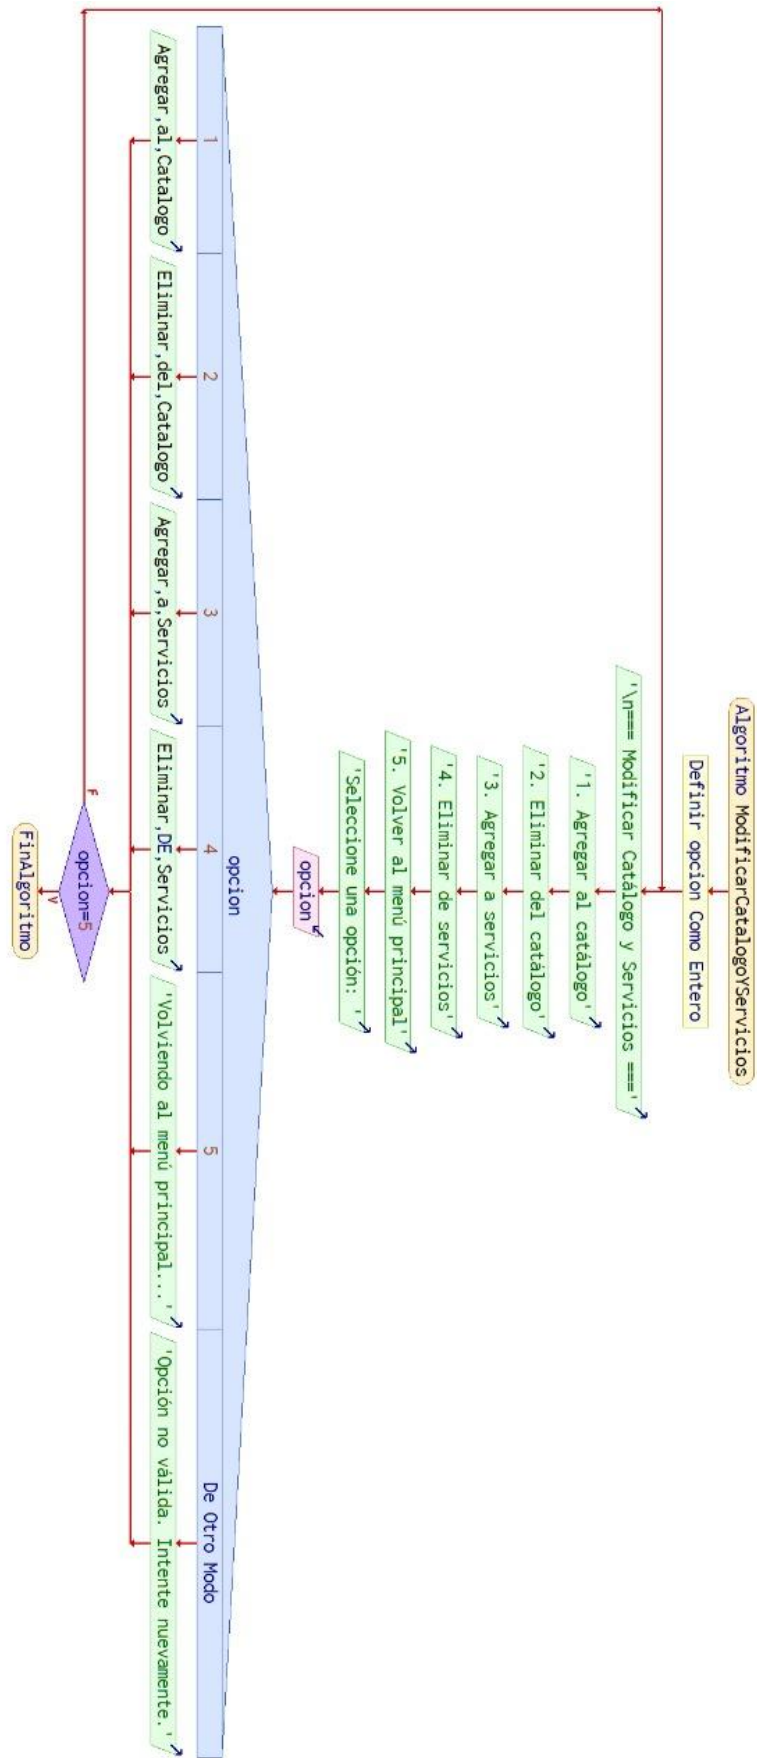 Algoritmo ModificarCatalogoYServicios
Definir opcion Como Entero
'\n=== Modificar Catálogo y Servicios ==='
'1. Agregar al catálogo'
'2. Eliminar del catálogo'
'3. Agregar a servicios'
'4. Eliminar de servicios'
'5. Volver al menú principal'
'Seleccione una opción: '
opcion
opcion
1
2
3
4
5
De Otro Modo
Agregar,al,Catalogo
Eliminar,del,Catalogo
Agregar,a,Servicios
Eliminar,DE,Servicios
'Volviendo al menú principal...'
'Opción no válida. Intente nuevamente.'
F
opcion=5
V
FinAlgoritmo